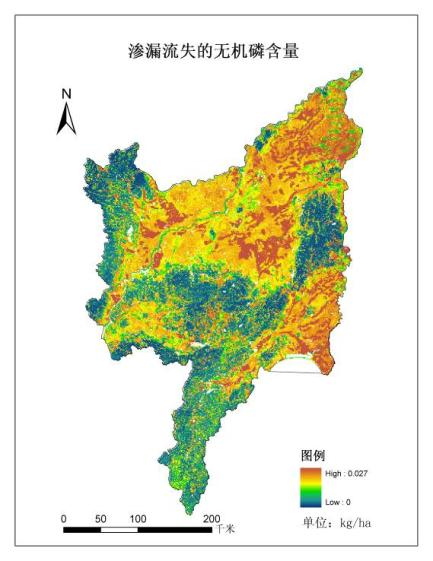 渗漏流失的无机磷含量
N
图例
High : 0.027
Low : 0
单位: kg/ha
0 50 100 200
千米